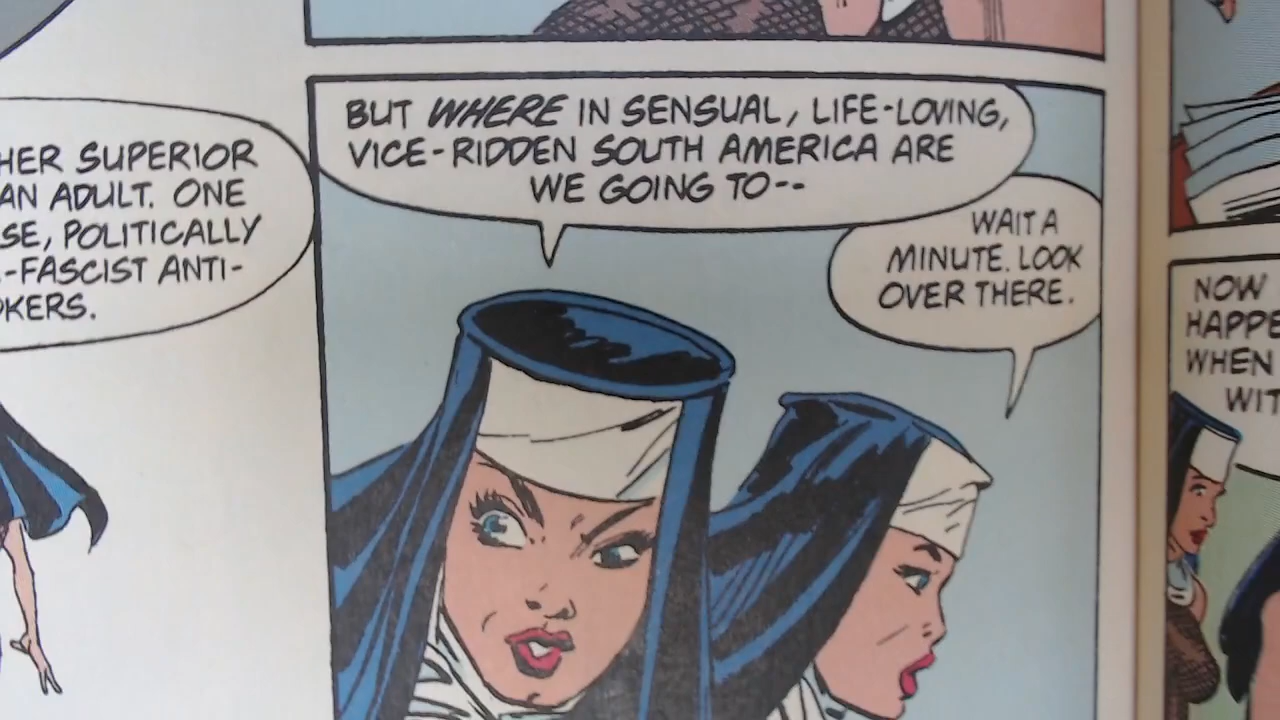 HER SUPERIOR
AN ADULT. ONE
SE, POLITICALLY
-FASCIST ANTI-
KERS.
BUT WHERE IN SENSUAL, LIFE-LOVING,
VICE-RIDDEN SOUTH AMERICA ARE
WE GOING TO--
WAIT A
MINUTE. LOOK
OVER THERE.
NOW
HAPPE
WHEN
WIT